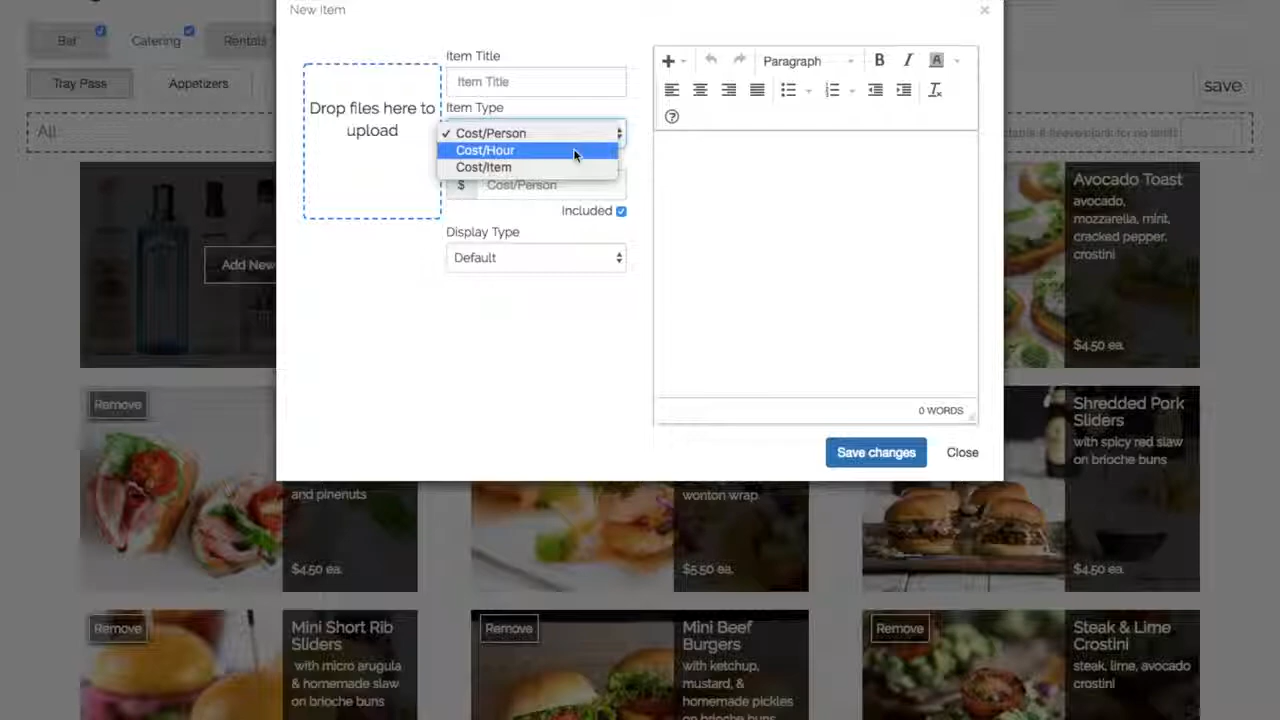 New Item
×
Bar
Catering
Rentals
Tray Pass
Appetizers
save
All
Drop files here to
upload
Item Title
Item Title
Item Type
✓ Cost/Person
Cost/Hour
Cost/Item
$ Cost/Person
Included
Display Type
Default
Paragraph
B I A
0 WORDS
Save changes
Close
Add New
Avocado Toast
avocado,
mozzarella, mint,
cracked pepper,
crostini
$4.50 ea.
Remove
and pinenuts
$4.50 ea.
wonton wrap
$5.50 ea.
Shredded Pork
Sliders
with spicy red slaw
on brioche buns
$4.50 ea.
Remove
Mini Short Rib
Sliders
with micro arugula
& homemade slaw
on brioche buns
Remove
Mini Beef
Burgers
with ketchup,
mustard, &
homemade pickles
on brioche buns
Remove
Steak & Lime
Crostini
steak, lime, avocado
crostini